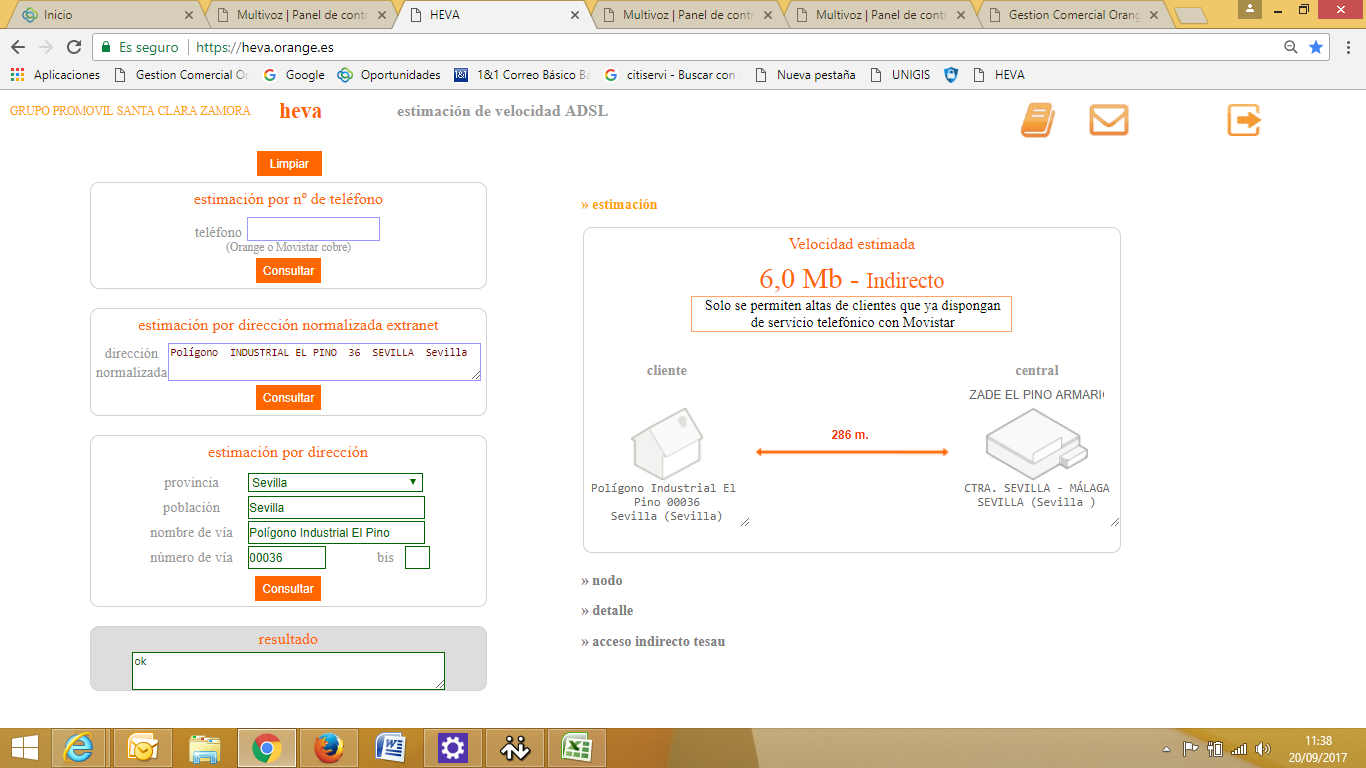 Inicio
Multivoz | Panel de contr
HEVA
Multivoz | Panel de contr
Multivoz | Panel de contr
Gestion Comercial Orang
Es seguro
https://heva.orange.es
Aplicaciones
Gestion Comercial Or
Google
Oportunidades
1&1 Correo Básico Ba
citiservi - Buscar con
Nueva pestaña
UNIGIS
HEVA
GRUPO PROMOVIL SANTA CLARA ZAMORA
heva
estimación de velocidad ADSL
Limpiar
estimación por nº de teléfono
teléfono
(Orange o Movistar cobre)
Consultar
estimación por dirección normalizada extranet
dirección normalizada
Polígono INDUSTRIAL EL PINO 36 SEVILLA Sevilla
Consultar
estimación por dirección
provincia Sevilla
población Sevilla
nombre de vía Polígono Industrial El Pino
número de vía 00036 bis
Consultar
resultado
ok
» estimación
Velocidad estimada
6,0 Mb - Indirecto
Solo se permiten altas de clientes que ya dispongan
de servicio telefónico con Movistar
cliente
central
ZADE EL PINO ARMARIO
286 m.
Polígono Industrial El
Pino 00036
Sevilla (Sevilla)
CTRA. SEVILLA - MÁLAGA
SEVILLA (Sevilla )
» nodo
» detalle
» acceso indirecto tesau
11:38
20/09/2017